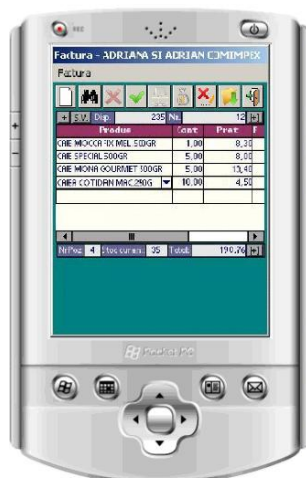 Factura - ADRIANA SI ADRIAN COMIMPEX
Factura
+ S.V. Disp. 235 Nr. 12 [+]
Produs Cant Pret F
CAFE MOCCA FIX MEL 500GR 1,00 8,30
CAFE SPECIAL 500GR 5,00 8,00
CAFE MONA GOURMET 500GR 5,00 13,40
CAFEA COTIDIAN MAC 250G 10,00 4,50
NrPoz 4 Stoc curent: 35 Total: 190,76 [+]
Pocket PC